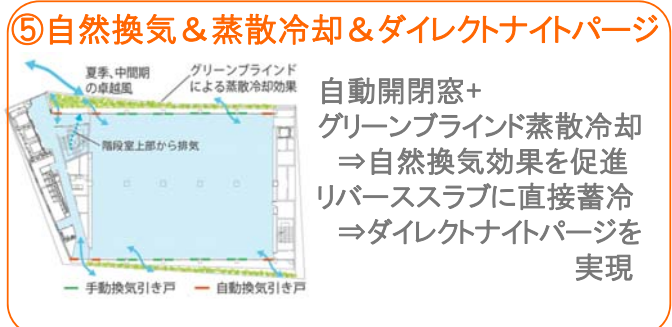 ⑤自然換気＆蒸散冷却＆ダイレクトナイトパージ
夏季、中間期
の卓越風
グリーンブラインド
による蒸散冷却効果
階段室上部から排気
手動換気引き戸
自動換気引き戸
自動開閉窓+
グリーンブラインド蒸散冷却
⇒自然換気効果を促進
リバーススラブに直接蓄冷
⇒ダイレクトナイトパージを
実現